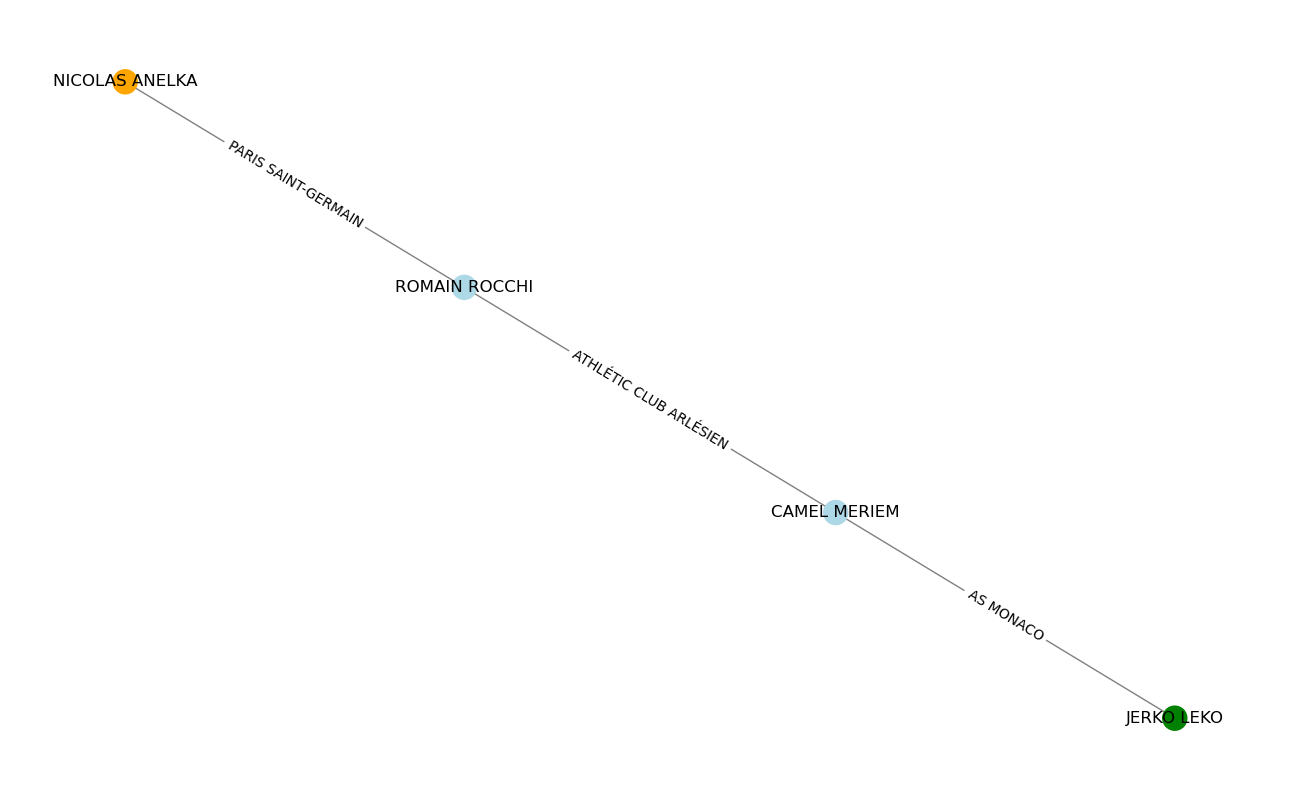 NICOLAS ANELKA
PARIS SAINT-GERMAIN
ROMAIN ROCCHI
ATHLÉTIC CLUB ARLÉSIEN
CAMEL MERIEM
AS MONACO
JERKO LEKO